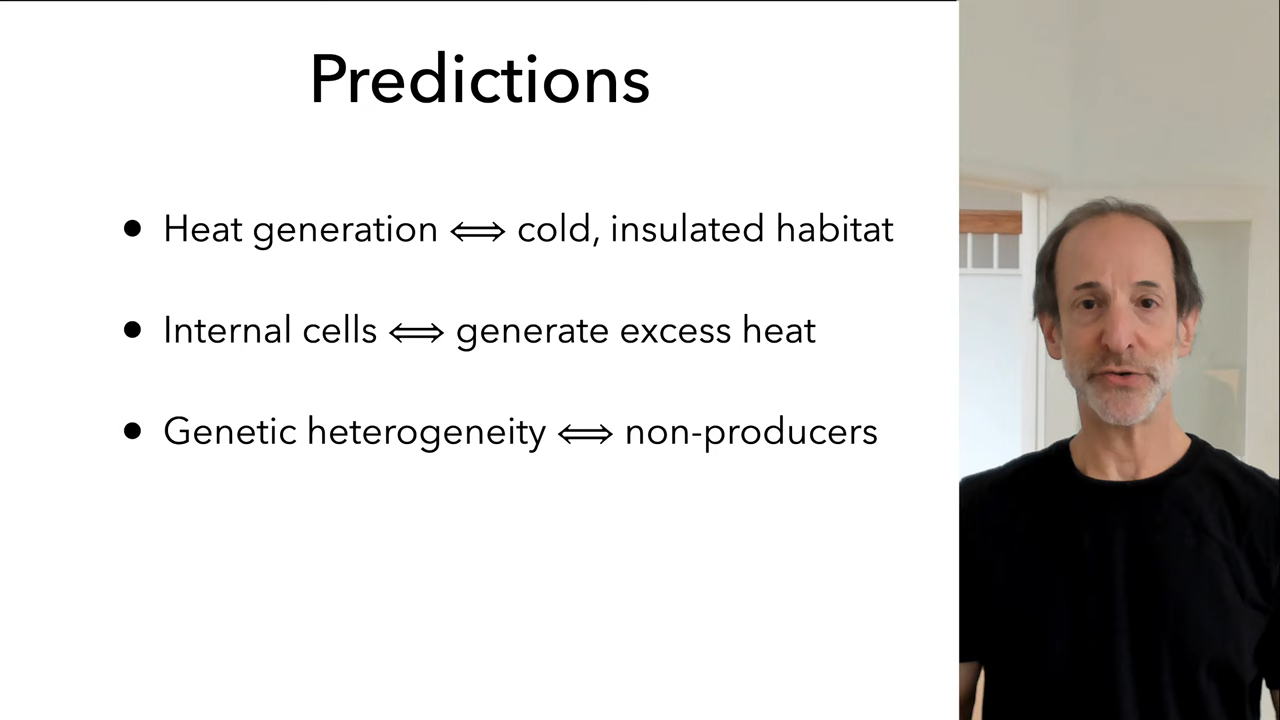 Predictions
• Heat generation ⟺ cold, insulated habitat
• Internal cells ⟺ generate excess heat
• Genetic heterogeneity ⟺ non-producers